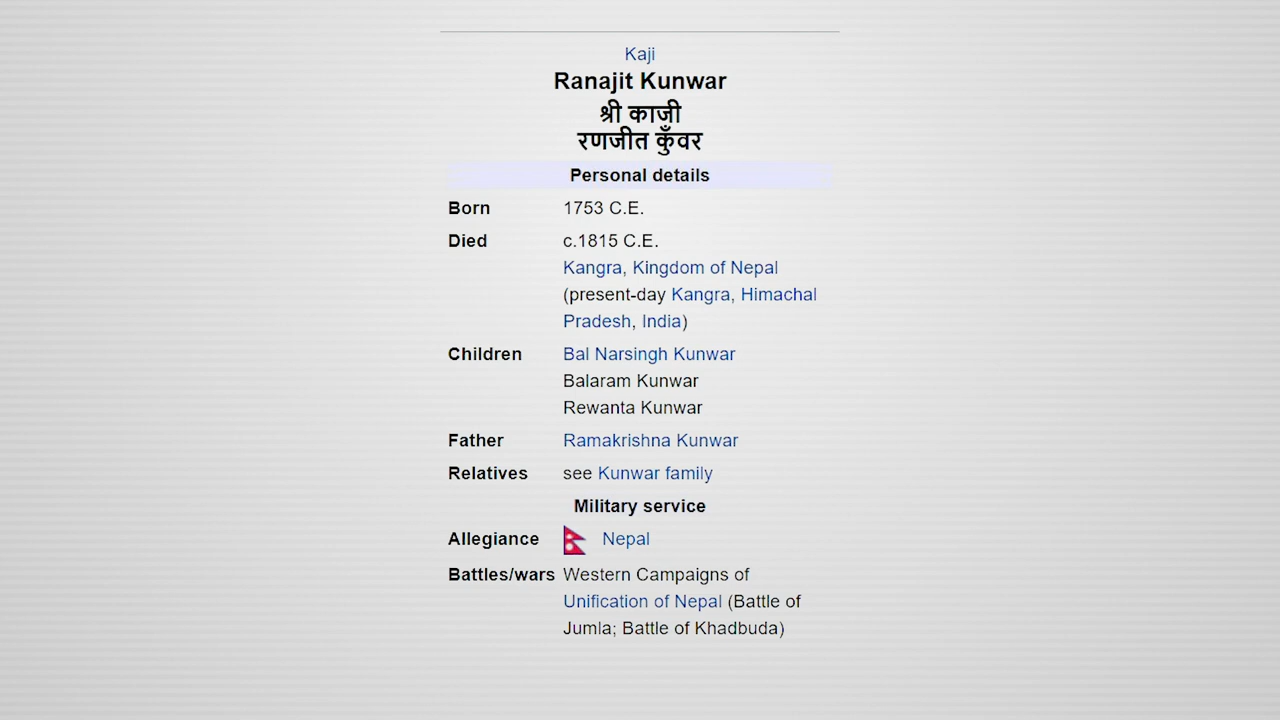 Kaji
Ranajit Kunwar
श्री काजी
रणजीत कुँवर
Personal details
Born 1753 C.E.
Died c.1815 C.E.
Kangra, Kingdom of Nepal
(present-day Kangra, Himachal
Pradesh, India)
Children Bal Narsingh Kunwar
Balaram Kunwar
Rewanta Kunwar
Father Ramakrishna Kunwar
Relatives see Kunwar family
Military service
Allegiance Nepal
Battles/wars Western Campaigns of
Unification of Nepal (Battle of
Jumla; Battle of Khadbuda)